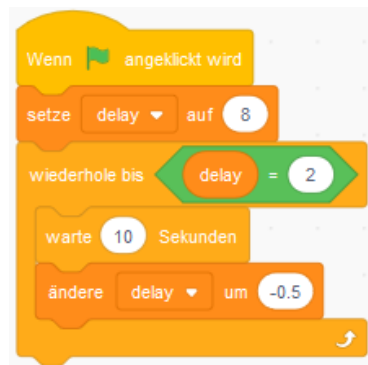 Wenn angeklickt wird
setze delay auf 8
wiederhole bis delay = 2
warte 10 Sekunden
ändere delay um -0.5